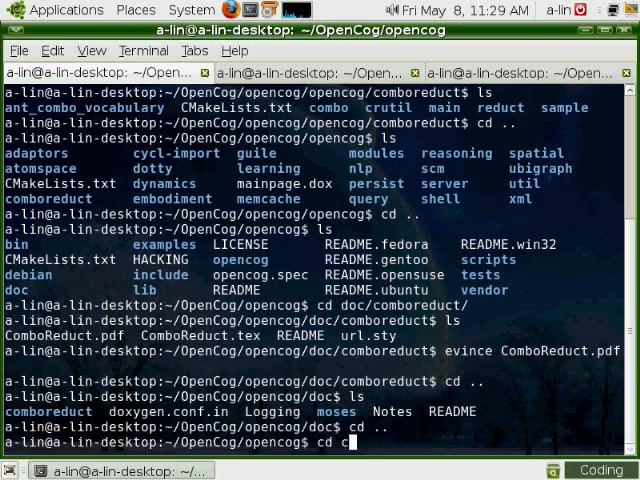 Applications Places System Fri May 8, 11:29 AM a-lin
a-lin@a-lin-desktop: ~/OpenCog/opencog
File Edit View Terminal Tabs Help
a-lin@a-lin-desktop: ~/Open... a-lin@a-lin-desktop: ~/Open... a-lin@a-lin-desktop: ~/Open...
a-lin@a-lin-desktop:~/OpenCog/opencog/opencog/comboreduct$ ls
ant_combo_vocabulary CMakeLists.txt combo crutil main reduct sample
a-lin@a-lin-desktop:~/OpenCog/opencog/opencog/comboreduct$ cd ..
a-lin@a-lin-desktop:~/OpenCog/opencog/opencog$ ls
adaptors cycl-import guile modules reasoning spatial
atomspace dotty learning nlp scm ubigraph
CMakeLists.txt dynamics mainpage.dox persist server util
comboreduct embodiment memcache query shell xml
a-lin@a-lin-desktop:~/OpenCog/opencog/opencog$ cd ..
a-lin@a-lin-desktop:~/OpenCog/opencog$ ls
bin examples LICENSE README.fedora README.win32
CMakeLists.txt HACKING opencog README.gentoo scripts
debian include opencog.spec README.opensuse tests
doc lib README README.ubuntu vendor
a-lin@a-lin-desktop:~/OpenCog/opencog$ cd doc/comboreduct/
a-lin@a-lin-desktop:~/OpenCog/opencog/doc/comboreduct$ ls
ComboReduct.pdf ComboReduct.tex README url.sty
a-lin@a-lin-desktop:~/OpenCog/opencog/doc/comboreduct$ evince ComboReduct.pdf
a-lin@a-lin-desktop:~/OpenCog/opencog/doc/comboreduct$ cd ..
a-lin@a-lin-desktop:~/OpenCog/opencog/doc$ ls
comboreduct doxygen.conf.in Logging moses Notes README
a-lin@a-lin-desktop:~/OpenCog/opencog/doc$ cd ..
a-lin@a-lin-desktop:~/OpenCog/opencog$ cd c
a-lin@a-lin-desktop: ~/... Coding